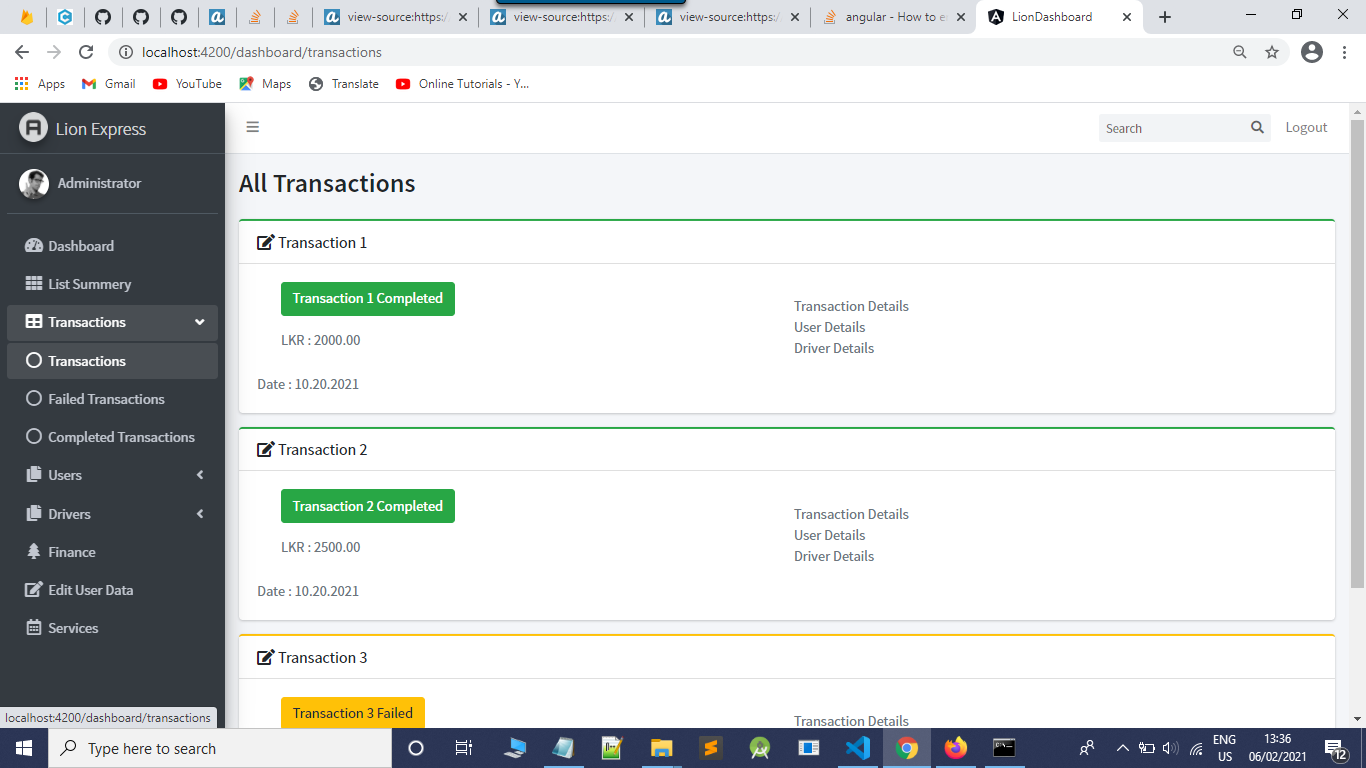 view-source:https:/
view-source:https:/
view-source:https:/
angular - How to e
LionDashboard
localhost:4200/dashboard/transactions
Apps
Gmail
YouTube
Maps
Translate
Online Tutorials - Y...
Lion Express
Search
Logout
Administrator
All Transactions
Dashboard
List Summery
Transactions
Transactions
Failed Transactions
Completed Transactions
Users
Drivers
Finance
Edit User Data
Services
Transaction 1
Transaction 1 Completed
LKR : 2000.00
Date : 10.20.2021
Transaction Details
User Details
Driver Details
Transaction 2
Transaction 2 Completed
LKR : 2500.00
Date : 10.20.2021
Transaction Details
User Details
Driver Details
Transaction 3
Transaction 3 Failed
Transaction Details
localhost:4200/dashboard/transactions
Type here to search
ENG
US
13:36
06/02/2021
12